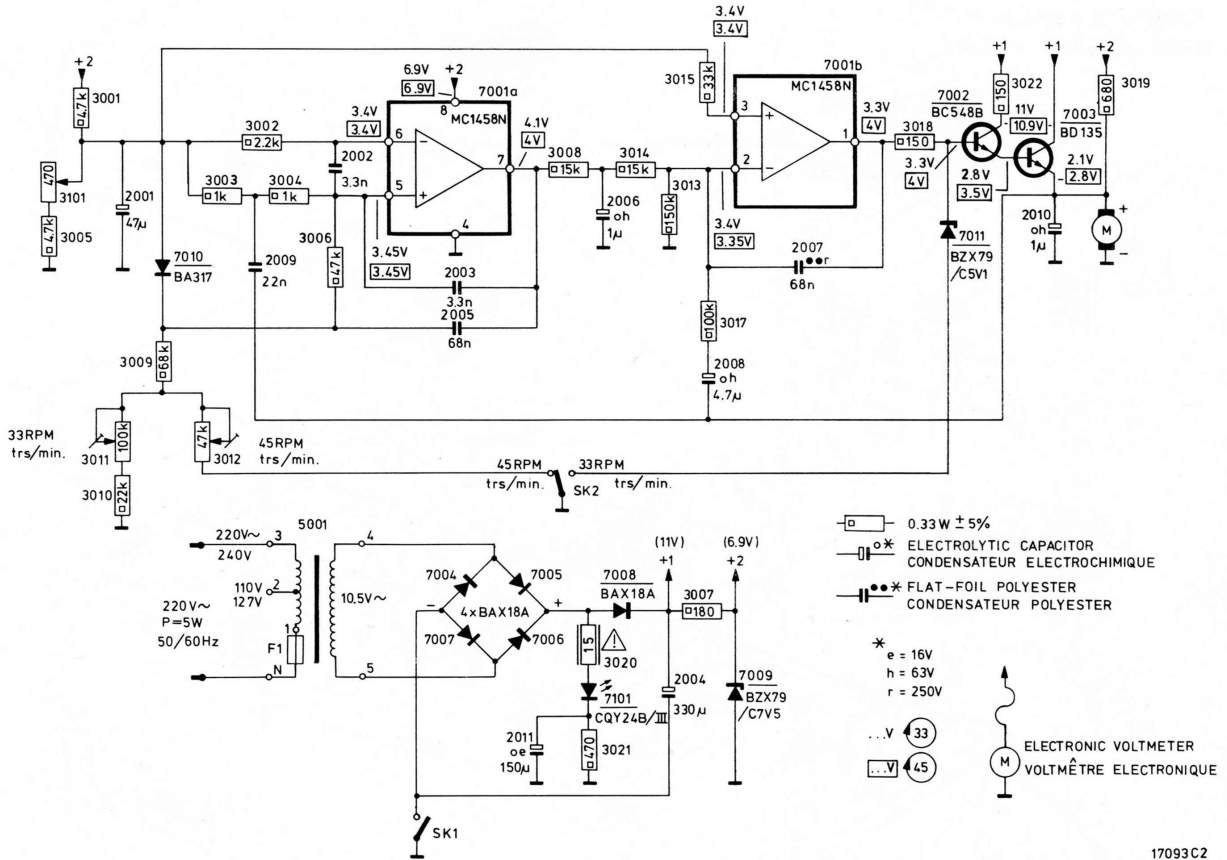 3.4V
3.4V
+1
+1
+2
+2
3001
4.7k
6.9V
6.9V
+2
8
7001a
MC1458N
3015
33k
7001b
MC1458N
3022
150
3019
680
7002
BC548B
11V
10.9V
7003
BD135
3002
2.2k
3.4V
3.4V
6
4.1V
4V
3
3.3V
4V
3018
150
2002
3.3n
7
3008
15k
3014
15k
1
2
3.3V
4V
2.1V
2.8V
470
3101
3003
1k
3004
1k
5
3013
150k
2.8V
3.5V
4.7k
3005
2001
47µ
4
2006
oh
1µ
3.4V
3.35V
2010
oh
1µ
M
+
-
3006
47k
3.45V
3.45V
7011
BZX79
/C5V1
7010
BA317
2009
22n
2003
3.3n
2007
r
68n
2005
68n
100k
3017
3009
68k
2008
oh
4.7µ
33RPM
trs/min.
100k
3011
47k
3012
45RPM
trs/min.
45RPM
trs/min.
33RPM
trs/min.
SK2
3010
22k
5001
220V~
240V
3
4
110V
127V
2
10,5V~
220V~
P=5W
50/60Hz
1
F1
N
5
7004
7005
-
4xBAX18A
+
7007
7006
7008
BAX18A
(11V)
+1
(6.9V)
+2
3007
180
15
3020
7101
CQY24B/III
2004
330µ
7009
BZX79
/C7V5
2011
oe
150µ
470
3021
SK1
0.33W ± 5%
o* ELECTROLYTIC CAPACITOR
CONDENSATEUR ELECTROCHIMIQUE
●●* FLAT-FOIL POLYESTER
CONDENSATEUR POLYESTER
*
e = 16V
h = 63V
r = 250V
...V 33
...V 45
M
ELECTRONIC VOLTMETER
VOLTMÊTRE ELECTRONIQUE
17093C2